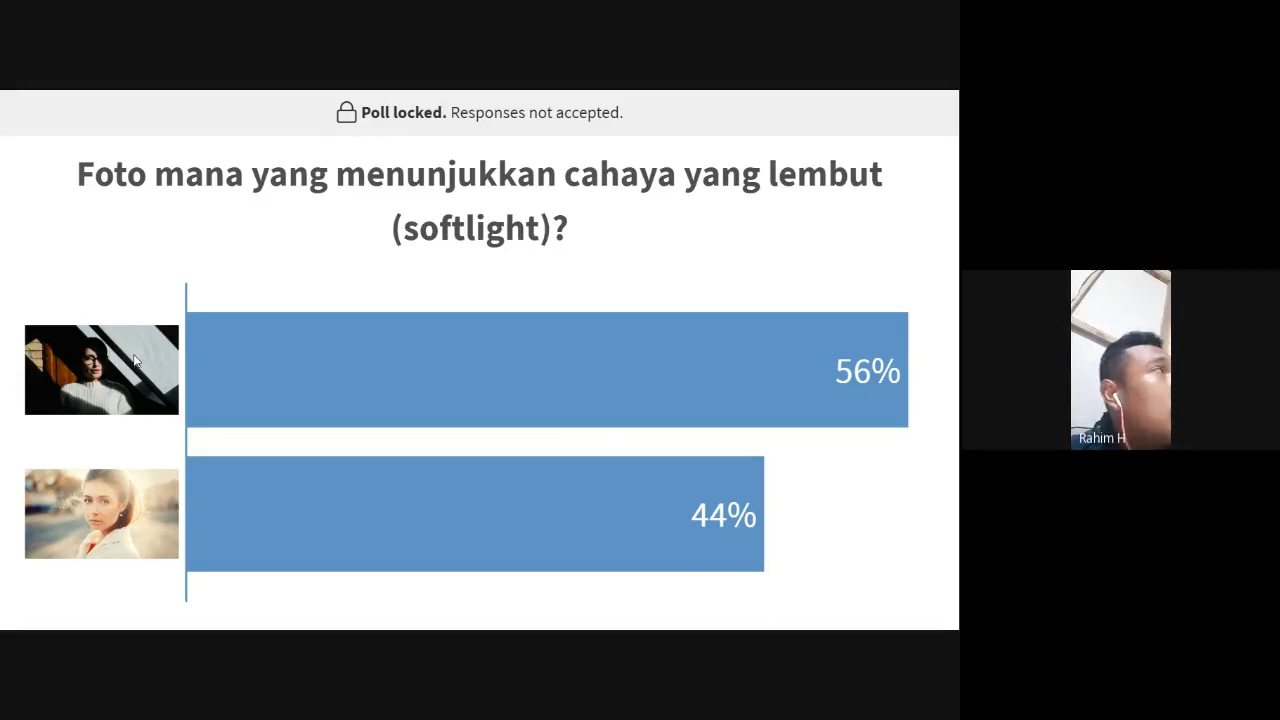 Poll locked. Responses not accepted.
Foto mana yang menunjukkan cahaya yang lembut
(softlight)?
56%
44%
Rahim H